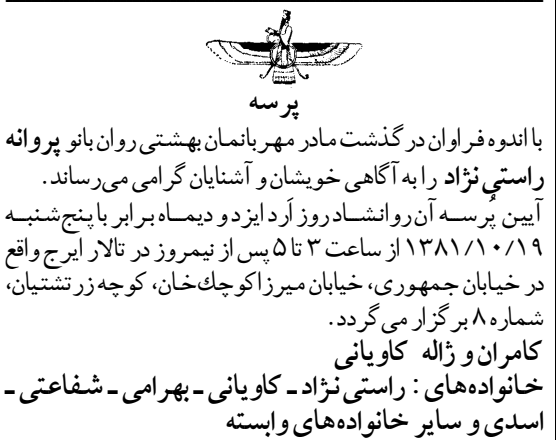 پرسه
با اندوه فراوان درگذشت مادر مهربانمان بهشتی روان بانو پروانه
راستی نژاد را به آگاهی خویشان و آشنایان گرامی می‌رساند.
آیین پُرسه آن روانشاد روز اَرد ایزد و دیماه برابر با پنج‌شنبه
۱۳۸۱/۱۰/۱۹ از ساعت ۳ تا ۵ پس از نیمروز در تالار ایرج واقع
در خیابان جمهوری، خیابان میرزا کوچك‌خان، کوچه زرتشتیان،
شماره ۸ برگزار می‌گردد.
کامران و ژاله کاویانی
خانواده‌های : راستی نژاد ـ کاویانی ـ بهرامی ـ شفاعتی ـ
اسدی و سایر خانواده‌های وابسته